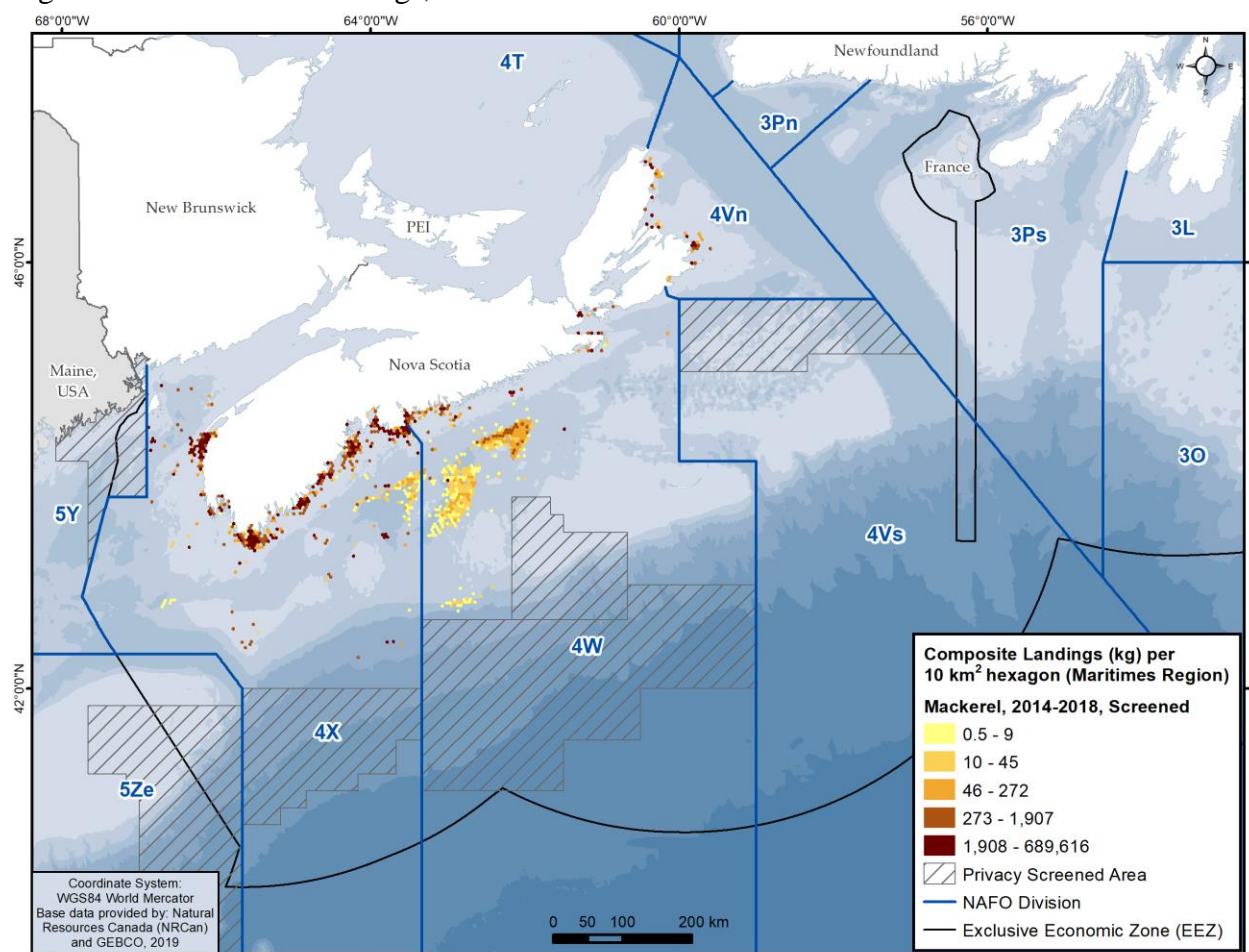 68°0'0"W
64°0'0"W
60°0'0"W
56°0'0"W
46°0'0"N
42°0'0"N
N
W
E
S
Newfoundland
4T
3Pn
France
New Brunswick
PEI
4Vn
3Ps
3L
Maine,
USA
Nova Scotia
3O
5Y
4Vs
4W
4X
5Ze
Composite Landings (kg) per
10 km² hexagon (Maritimes Region)
Mackerel, 2014-2018, Screened
0.5 - 9
10 - 45
46 - 272
273 - 1,907
1,908 - 689,616
Privacy Screened Area
NAFO Division
Exclusive Economic Zone (EEZ)
Coordinate System:
WGS84 World Mercator
Base data provided by: Natural
Resources Canada (NRCan)
and GEBCO, 2019
0 50 100 200 km